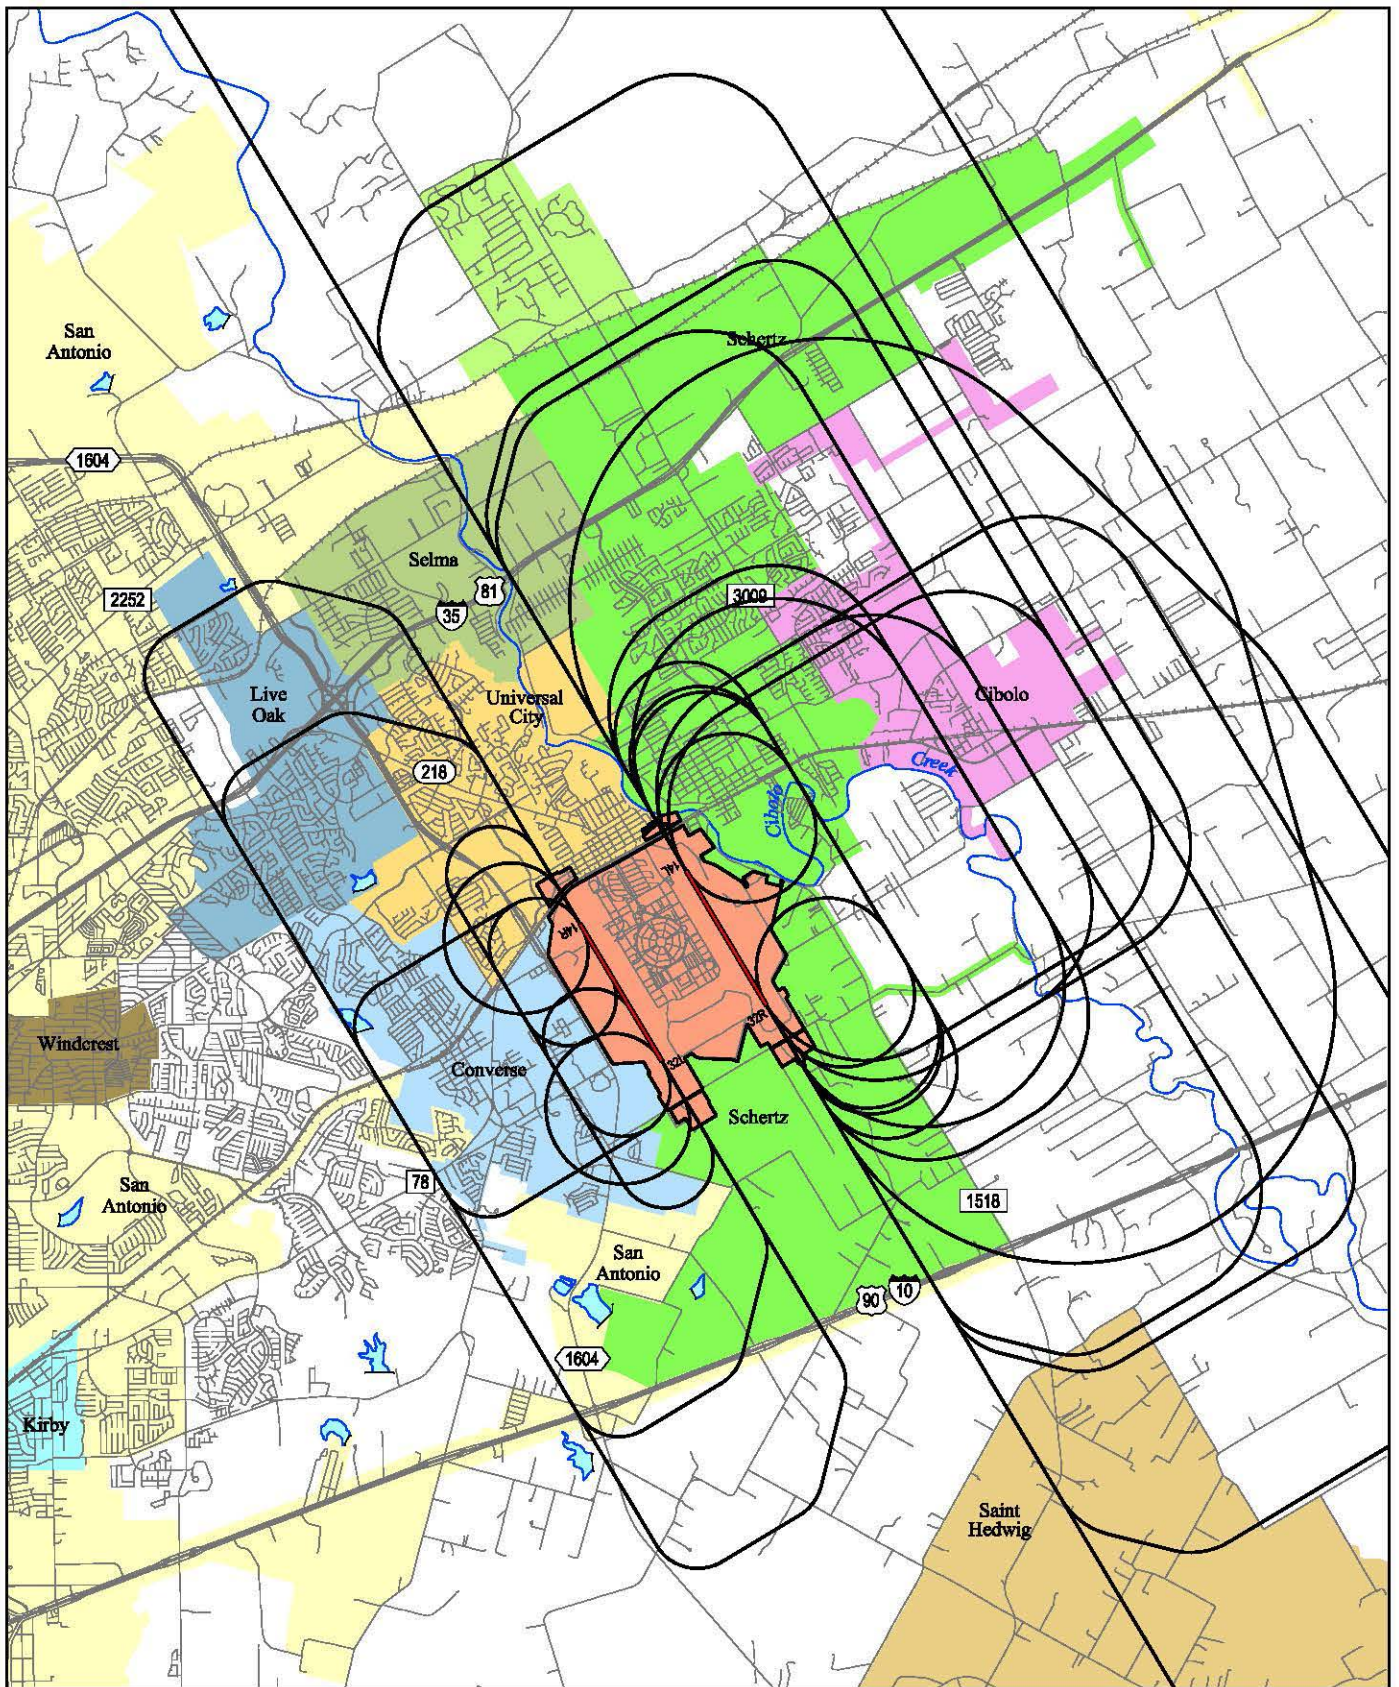 San
Antonio
Schertz
1604
Selma
81
2252
35
3009
Live
Oak
Universal
City
Cibolo
218
Creek
Cibolo
14L
14R
32R
Windcrest
32L
Converse
Schertz
78
San
Antonio
1518
San
Antonio
90
10
1604
Kirby
Saint
Hedwig